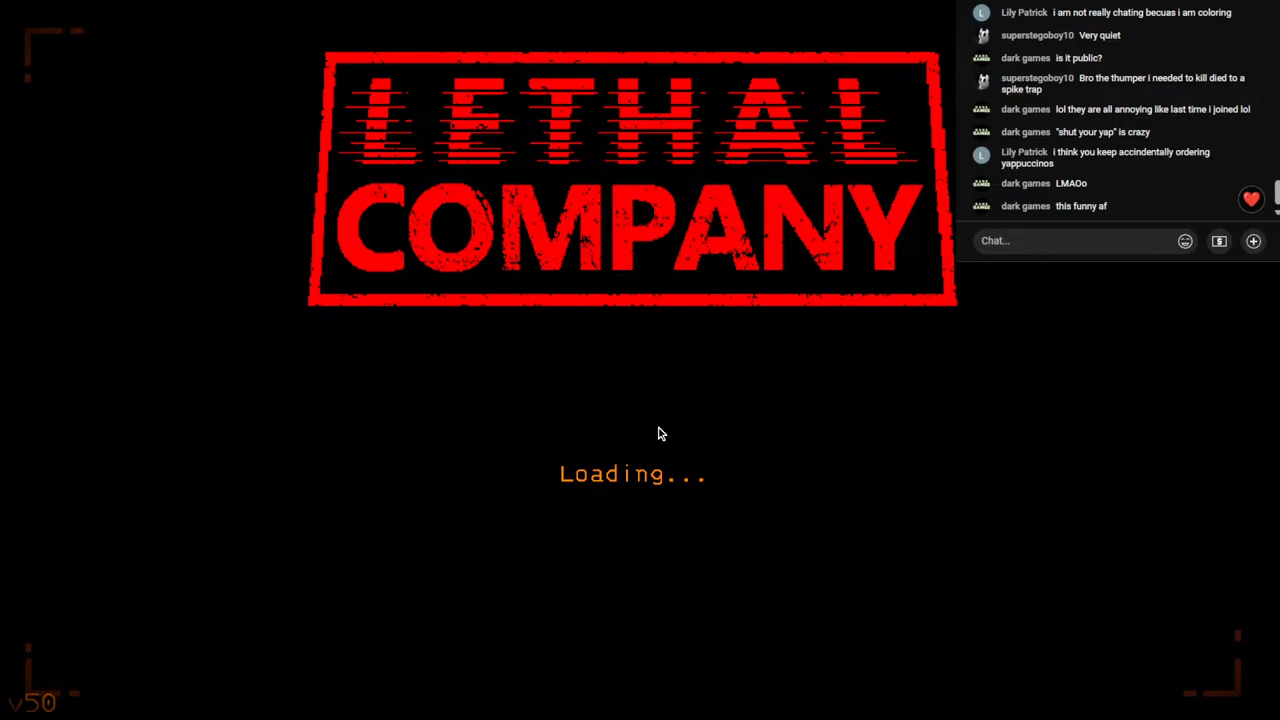 LETHAL
COMPANY
Loading...
v50
Lily Patrick i am not really chating becuas i am coloring
superstegoboy10 Very quiet
dark games is it public?
superstegoboy10 Bro the thumper i needed to kill died to a
spike trap
dark games lol they are all annoying like last time i joined lol
dark games "shut your yap" is crazy
Lily Patrick i think you keep accindentally ordering
yappuccinos
dark games LMAOo
dark games this funny af
Chat...